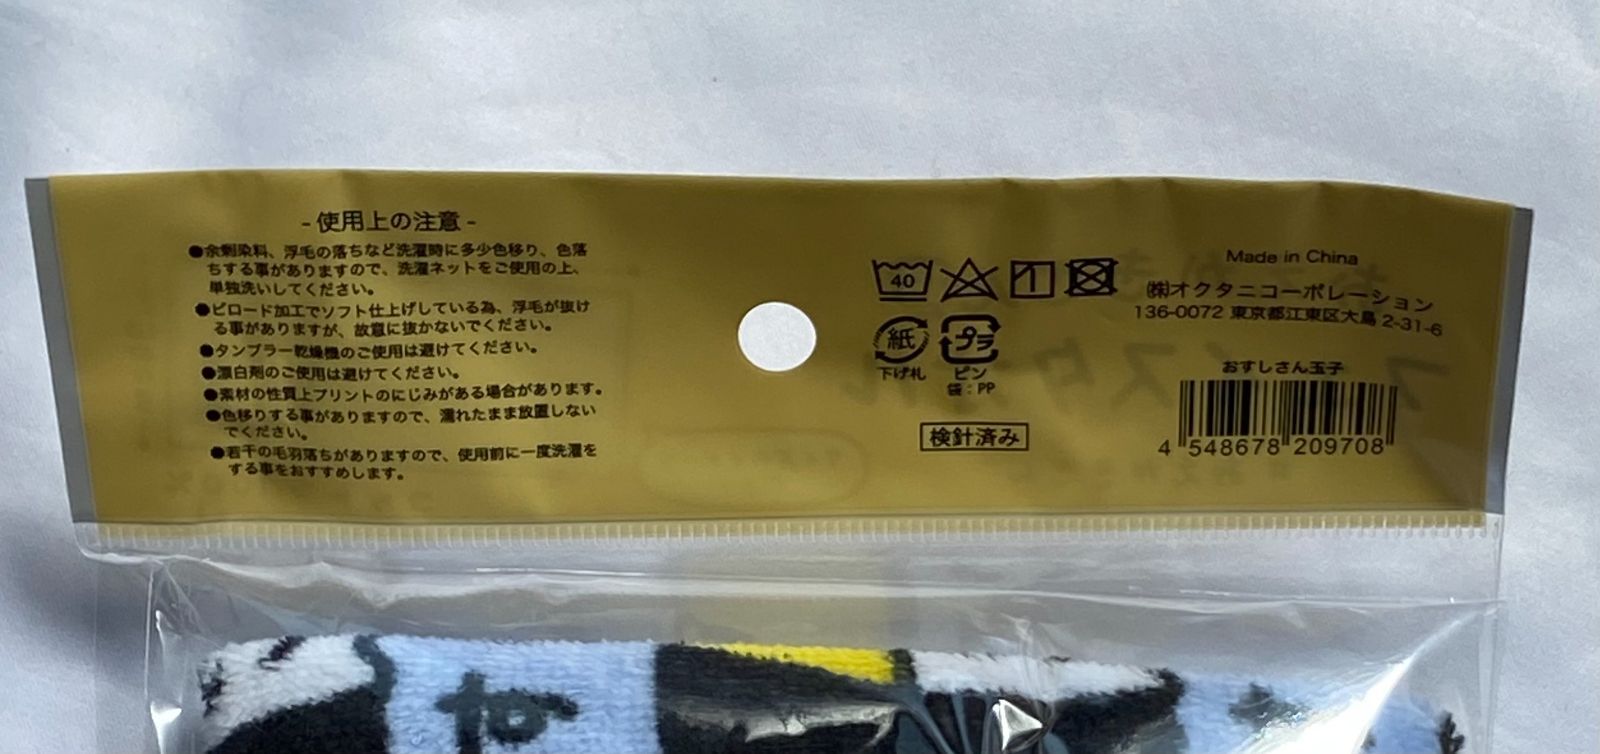 - 使用上の注意 -
●余剰染料、浮毛の落ちなど洗濯時に多少色移り、色落
ちする事がありますので、洗濯ネットをご使用の上、
単独洗いしてください。
●ビロード加工でソフト仕上げしている為、浮毛が抜け
る事がありますが、故意に抜かないでください。
●タンブラー乾燥機のご使用は避けてください。
●漂白剤のご使用は避けてください。
●素材の性質上プリントのにじみがある場合があります。
●色移りする事がありますので、濡れたまま放置しない
でください。
●若干の毛羽落ちがありますので、使用前に一度洗濯を
する事をおすすめします。
40
紙
下げ札
プラ
ピン
袋：PP
検針済み
Made in China
㈱オクタニコーポレーション
136-0072 東京都江東区大島 2-31-6
おすしさん玉子
4 548678 209708